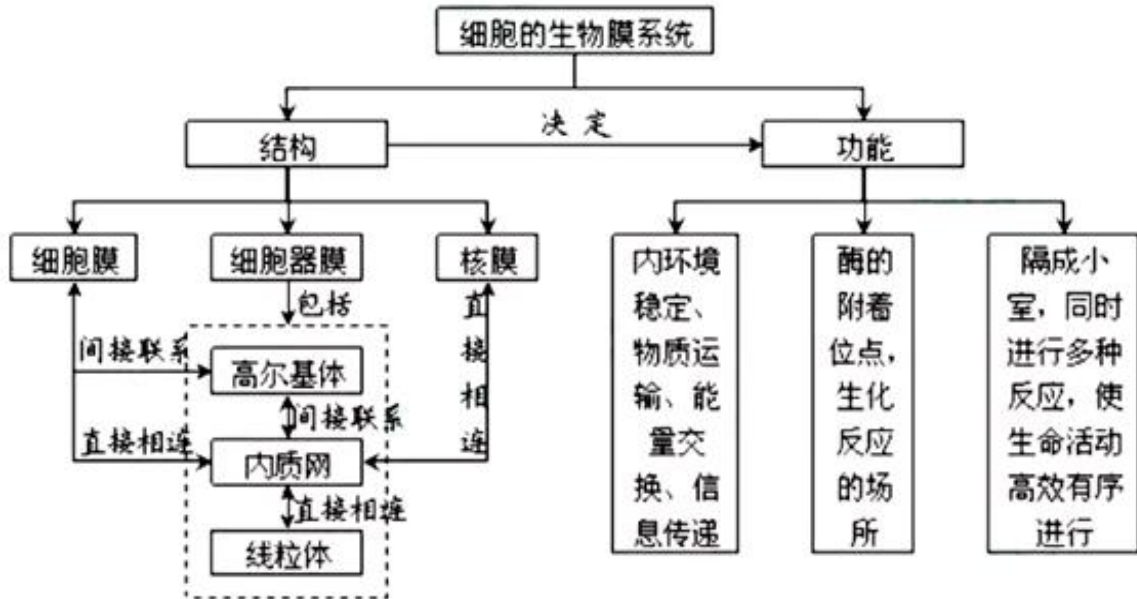 细胞的生物膜系统
决定
结构
功能
细胞膜
细胞器膜
核膜
包括
直接相连
间接联系
高尔基体
间接联系
直接相连
内质网
直接相连
线粒体
内环境
稳定、
物质运
输、能
量交
换、信
息传递
酶的
附着
位点，
生化
反应
的场
所
隔成小
室，同时
进行多种
反应，使
生命活动
高效有序
进行